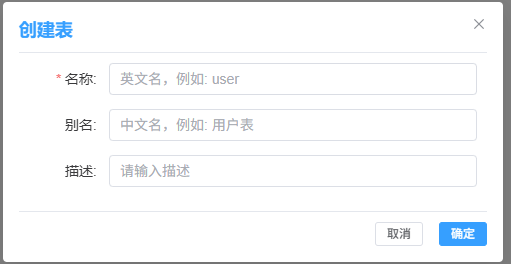 创建表
* 名称: 英文名，例如: user
别名: 中文名，例如: 用户表
描述: 请输入描述
取消 确定